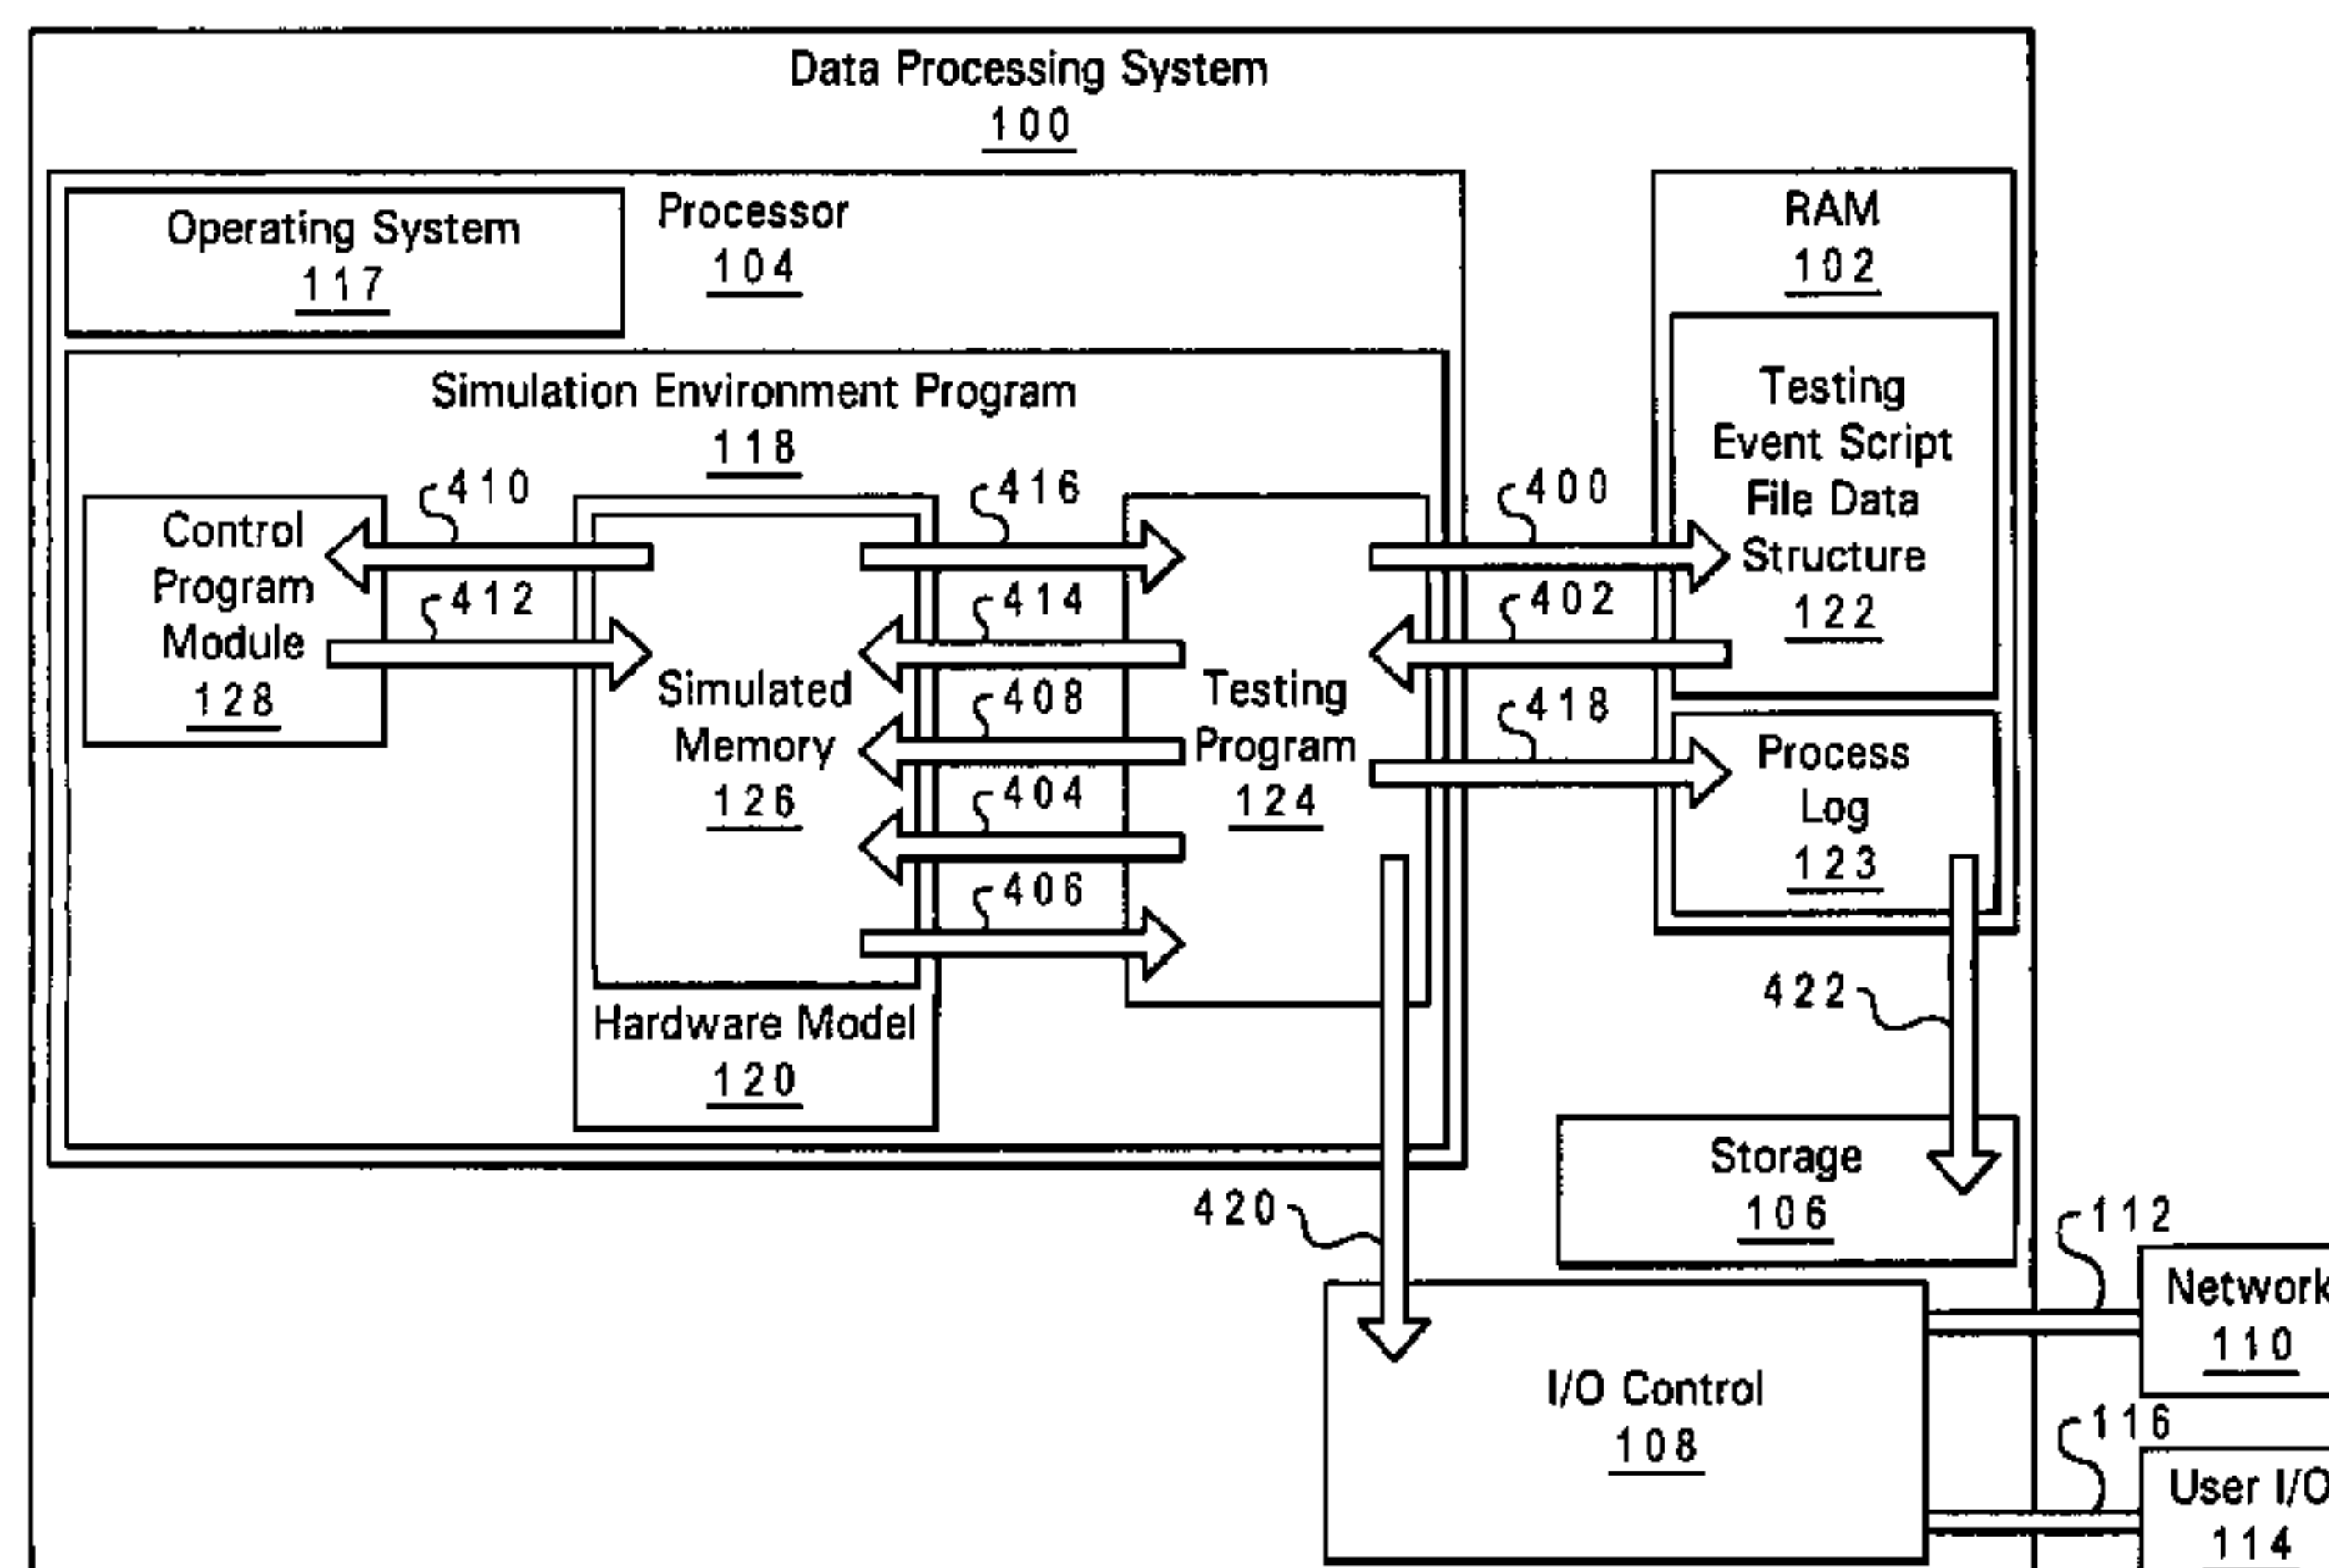 Data Processing System
100
Operating System
117
Processor
104
RAM
102
Simulation Environment Program
118
Testing
Event Script
File Data
Structure
122
410
416
400
Control
Program
Module
128
412
414
402
Simulated
Memory
126
408
404
406
Testing
Program
124
418
Process
Log
123
Hardware Model
120
422
Storage
106
420
112
Network
110
I/O Control
108
116
User I/O
114